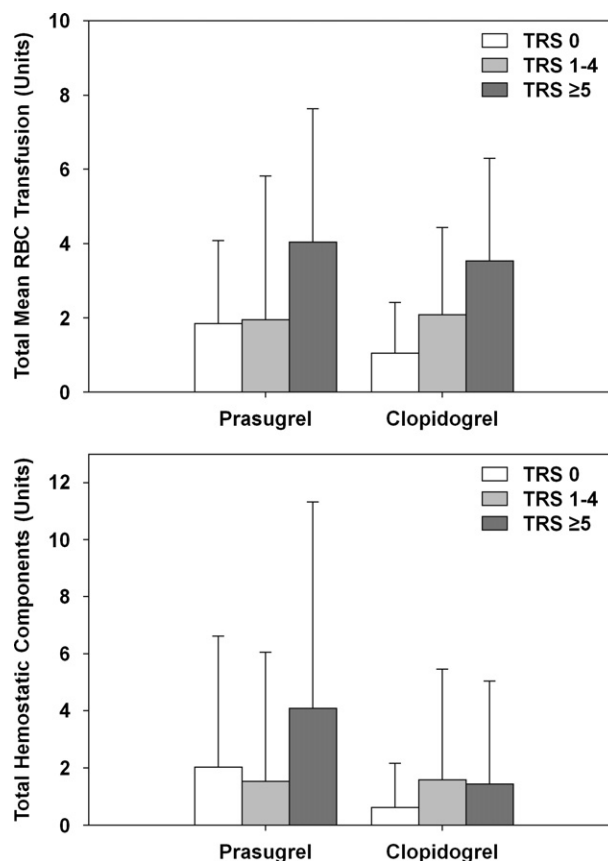 Total Mean RBC Transfusion (Units)
10
8
6
4
2
0
TRS 0
TRS 1-4
TRS ≥5
Prasugrel Clopidogrel
Total Hemostatic Components (Units)
12
10
8
6
4
2
0
TRS 0
TRS 1-4
TRS ≥5
Prasugrel Clopidogrel